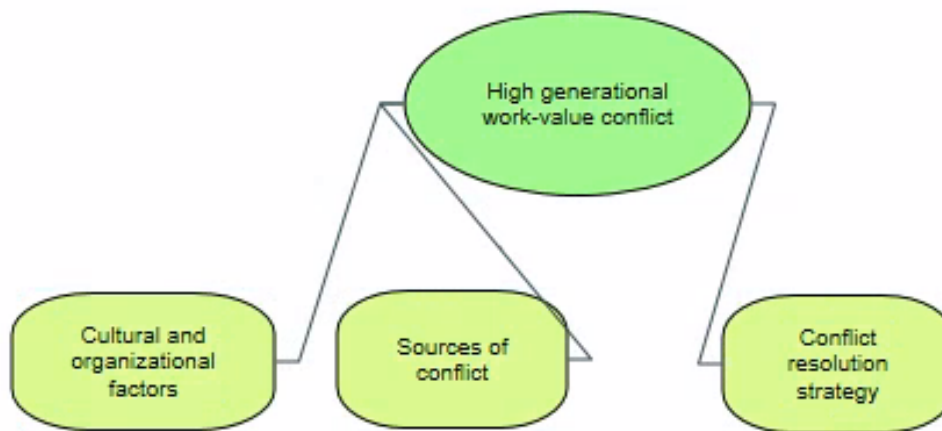 High generational
work-value conflict
Cultural and
organizational
factors
Sources of
conflict
Conflict
resolution
strategy